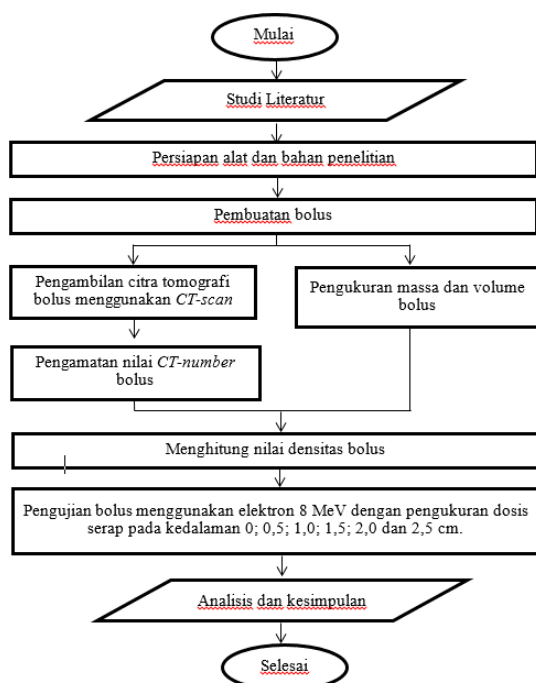 Mulai
Studi Literatur
Persiapan alat dan bahan penelitian
Pembuatan bolus
Pengambilan citra tomografi
bolus menggunakan CT-scan
Pengukuran massa dan volume
bolus
Pengamatan nilai CT-number
bolus
Menghitung nilai densitas bolus
Pengujian bolus menggunakan elektron 8 MeV dengan pengukuran dosis
serap pada kedalaman 0; 0,5; 1,0; 1,5; 2,0 dan 2,5 cm.
Analisis dan kesimpulan
Selesai